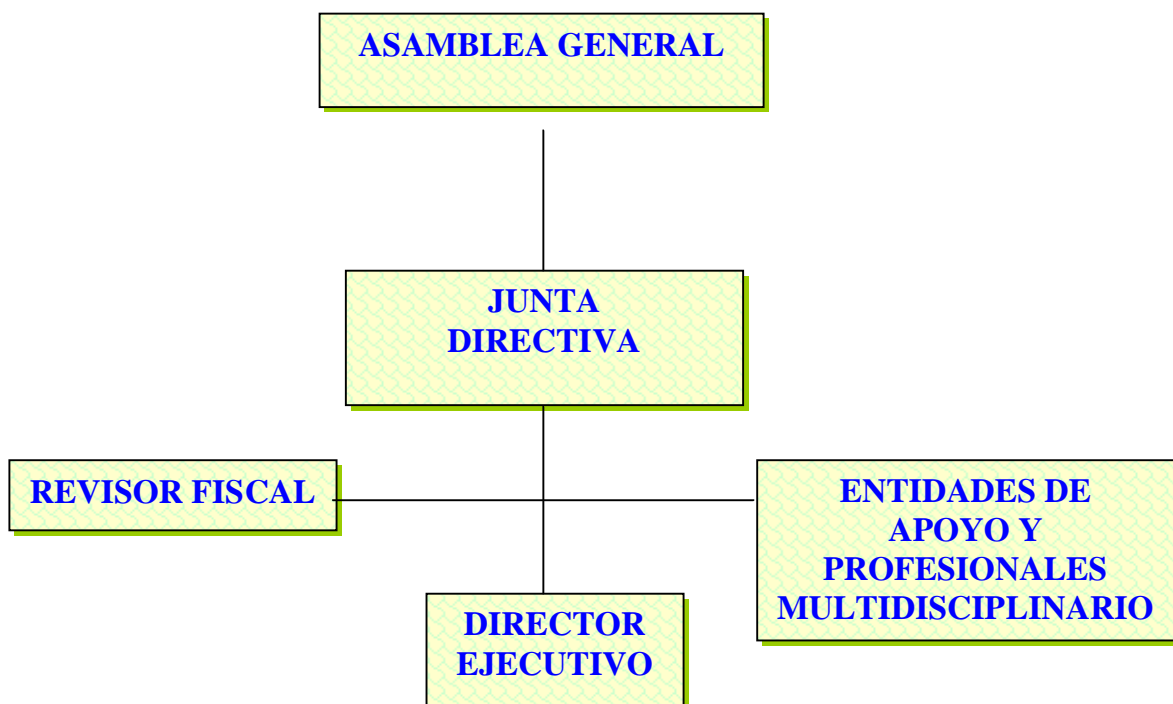 ASAMBLEA GENERAL
JUNTA
DIRECTIVA
REVISOR FISCAL
ENTIDADES DE
APOYO Y
PROFESIONALES
MULTIDISCIPLINARIO
DIRECTOR
EJECUTIVO